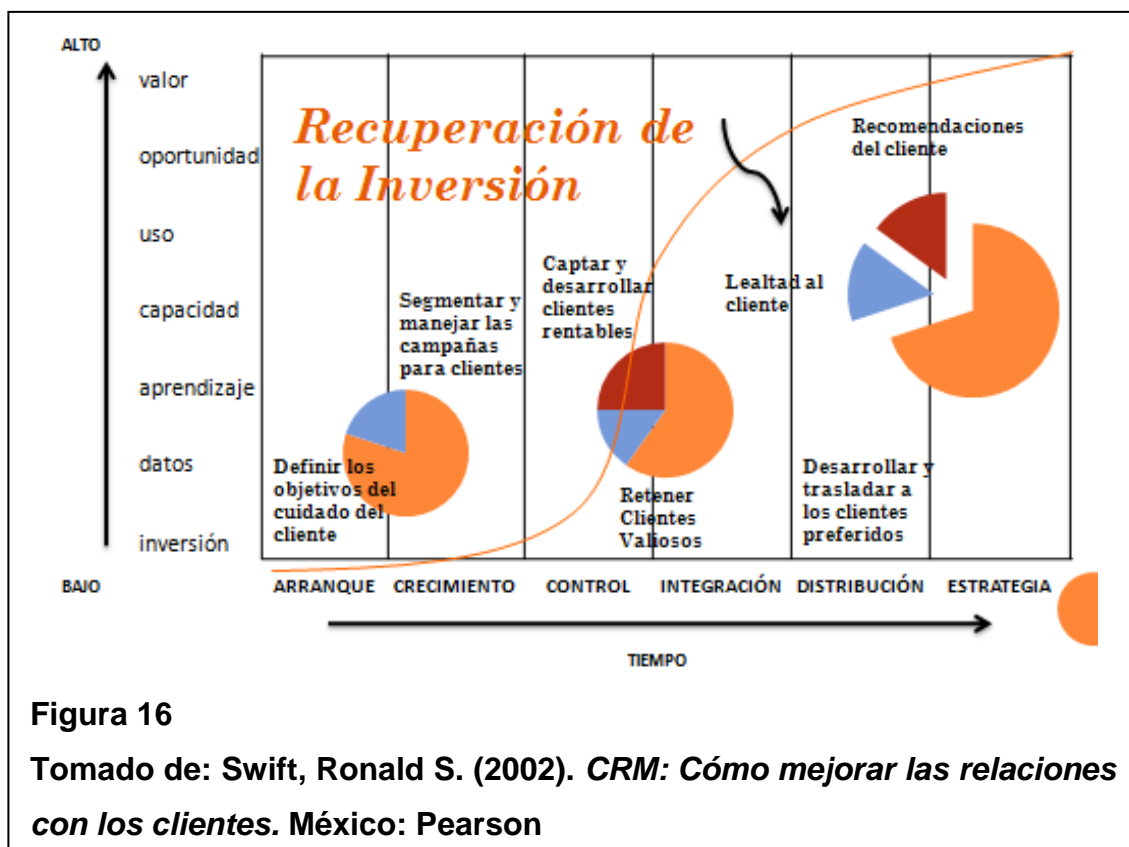 ALTO
valor
oportunidad
uso
capacidad
aprendizaje
datos
inversión
BAJO
Recuperación de
la Inversión
Definir los
objetivos del
cuidado del
cliente
Segmentar y
manejar las
campañas
para clientes
Captar y
desarrollar
clientes
rentables
Retener
Clientes
Valiosos
Lealtad al
cliente
Recomendaciones
del cliente
Desarrollar y
trasladar a
los clientes
preferidos
ARRANQUE CRECIMIENTO CONTROL INTEGRACIÓN DISTRIBUCIÓN ESTRATEGIA
TIEMPO
Figura 16
Tomado de: Swift, Ronald S. (2002). CRM: Cómo mejorar las relaciones
con los clientes. México: Pearson